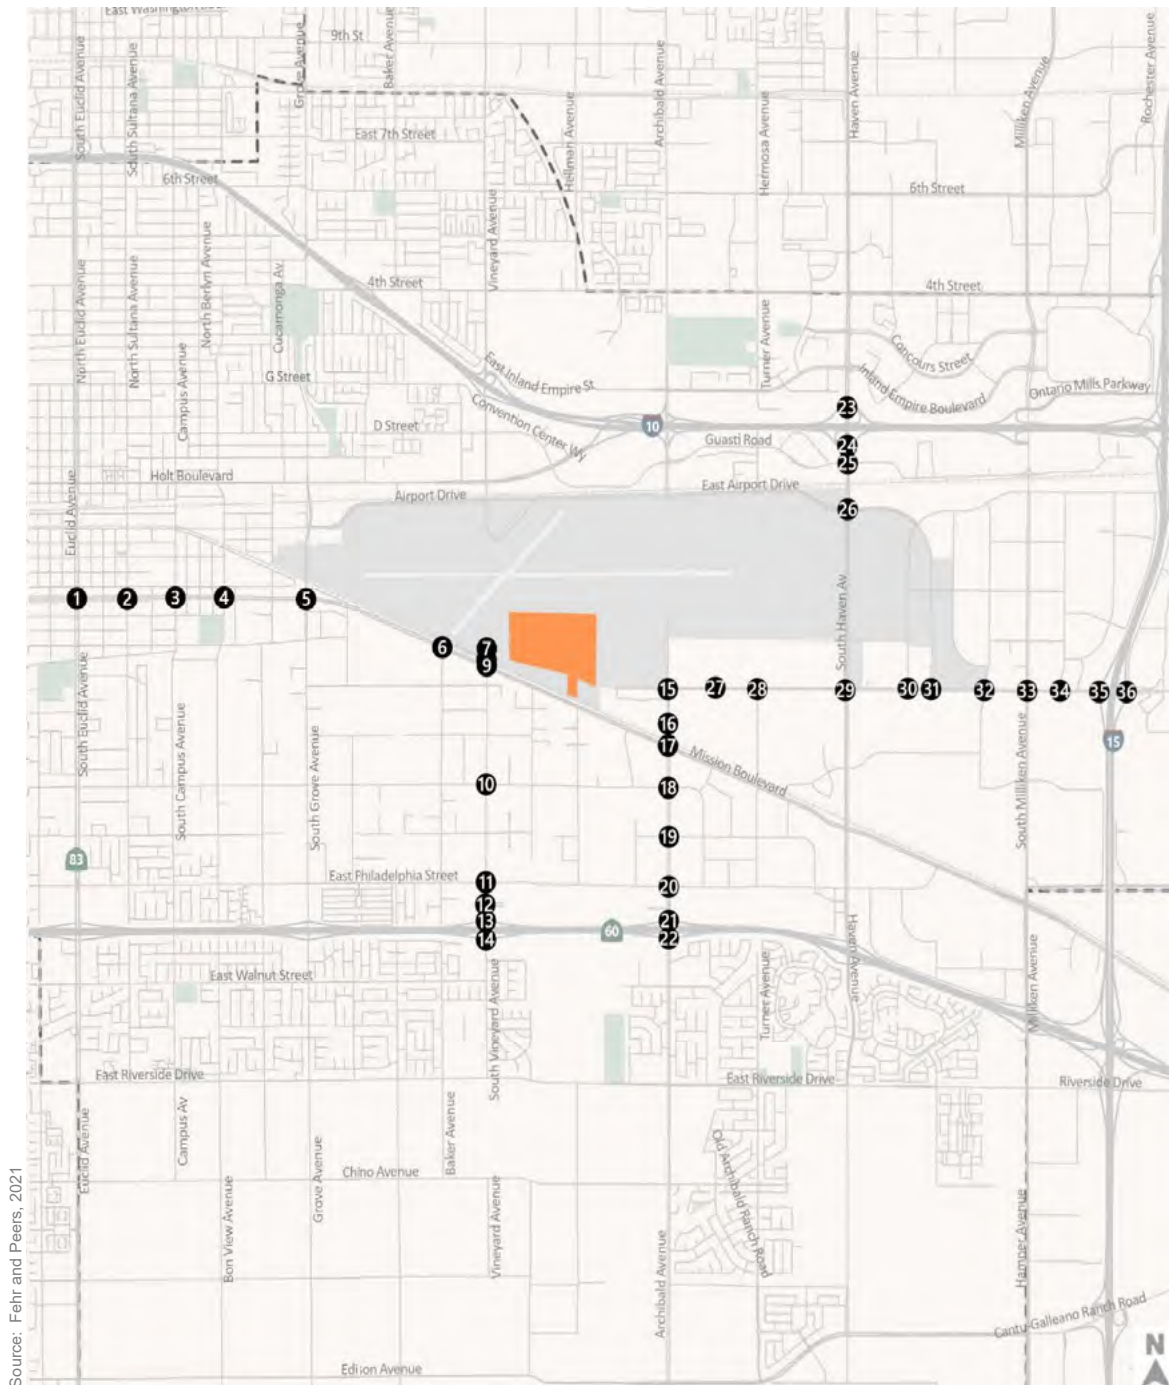 9th St
Grove Avenue
Baker Avenue
South Euclid Avenue
South Sultana Avenue
Archibald Avenue
Haven Avenue
Milliken Avenue
Rochester Avenue
East 7th Street
Hellman Avenue
Hermosa Avenue
6th Street
6th Street
Vineyard Avenue
North Euclid Avenue
North Sultana Avenue
North Berlyn Avenue
Cucamonga Av
4th Street
4th Street
Campus Avenue
G Street
East Inland Empire St
Turner Avenue
Concours Street
Inland Empire Boulevard
Ontario Mills Parkway
Convention Center Wy
D Street
23
10
Guasti Road
24
25
Holt Boulevard
Euclid Avenue
Airport Drive
East Airport Drive
26
1
2
3
4
5
South Haven Av
6
7
9
South Euclid Avenue
15
27
28
29
30
31
32
33
34
35
36
16
17
Mission Boulevard
15
South Campus Avenue
South Grove Avenue
10
18
South Milliken Avenue
19
83
East Philadelphia Street
11
20
12
13
14
60
21
22
Haven Avenue
East Walnut Street
South Vineyard Avenue
Turner Avenue
Milliken Avenue
East Riverside Drive
East Riverside Drive
Riverside Drive
Euclid Avenue
Campus Av
Baker Avenue
Grove Avenue
Chino Avenue
Old Archibald Ranch Road
Bon View Avenue
Vineyard Avenue
Archibald Avenue
Hamner Avenue
Cantu-Galleano Ranch Road
Edison Avenue
N
Source: Fehr and Peers, 2021